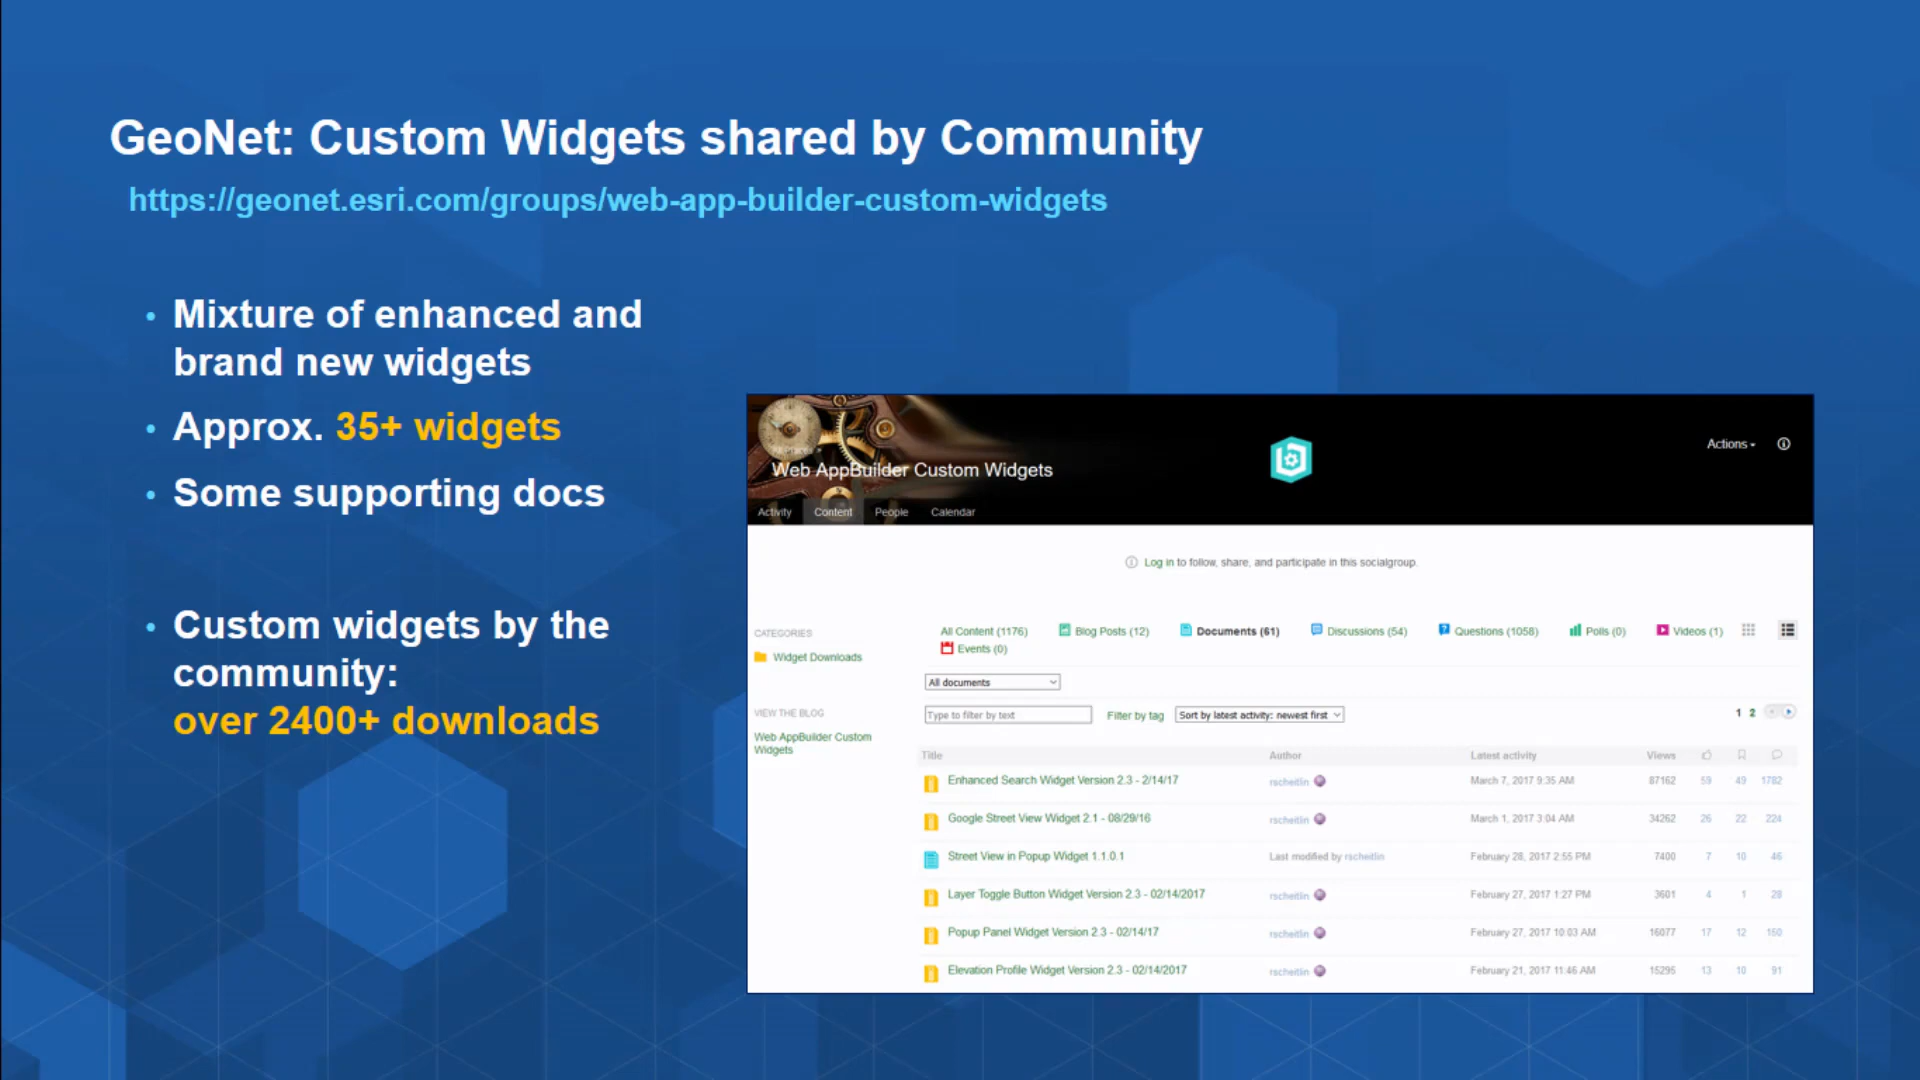 GeoNet: Custom Widgets shared by Community
https://geonet.esri.com/groups/web-app-builder-custom-widgets
• Mixture of enhanced and
brand new widgets
• Approx. 35+ widgets
• Some supporting docs
• Custom widgets by the
community:
over 2400+ downloads
Actions
Web AppBuilder Custom Widgets
Activity Content People Calendar
Log in to follow, share, and participate in this socialgroup.
CATEGORIES
Widget Downloads
VIEW THE BLOG
Web AppBuilder Custom
Widgets
All Content (1176) Blog Posts (12) Documents (61) Discussions (54) Questions (1058) Polls (0) Videos (1)
Events (0)
All documents
Type to filter by text Filter by tag Sort by latest activity: newest first 1 2
Title Author Latest activity Views
Enhanced Search Widget Version 2.3 - 2/14/17 rscheitlin March 7, 2017 9:35 AM 87162 59 49 1782
Google Street View Widget 2.1 - 08/29/16 rscheitlin March 1, 2017 3:04 AM 34262 26 22 224
Street View in Popup Widget 1.1.0.1 Last modified by rscheitlin February 28, 2017 2:55 PM 7400 7 10 46
Layer Toggle Button Widget Version 2.3 - 02/14/2017 rscheitlin February 27, 2017 1:27 PM 3601 4 1 28
Popup Panel Widget Version 2.3 - 02/14/17 rscheitlin February 27, 2017 10:03 AM 16077 17 12 150
Elevation Profile Widget Version 2.3 - 02/14/2017 rscheitlin February 21, 2017 11:46 AM 15295 13 10 91